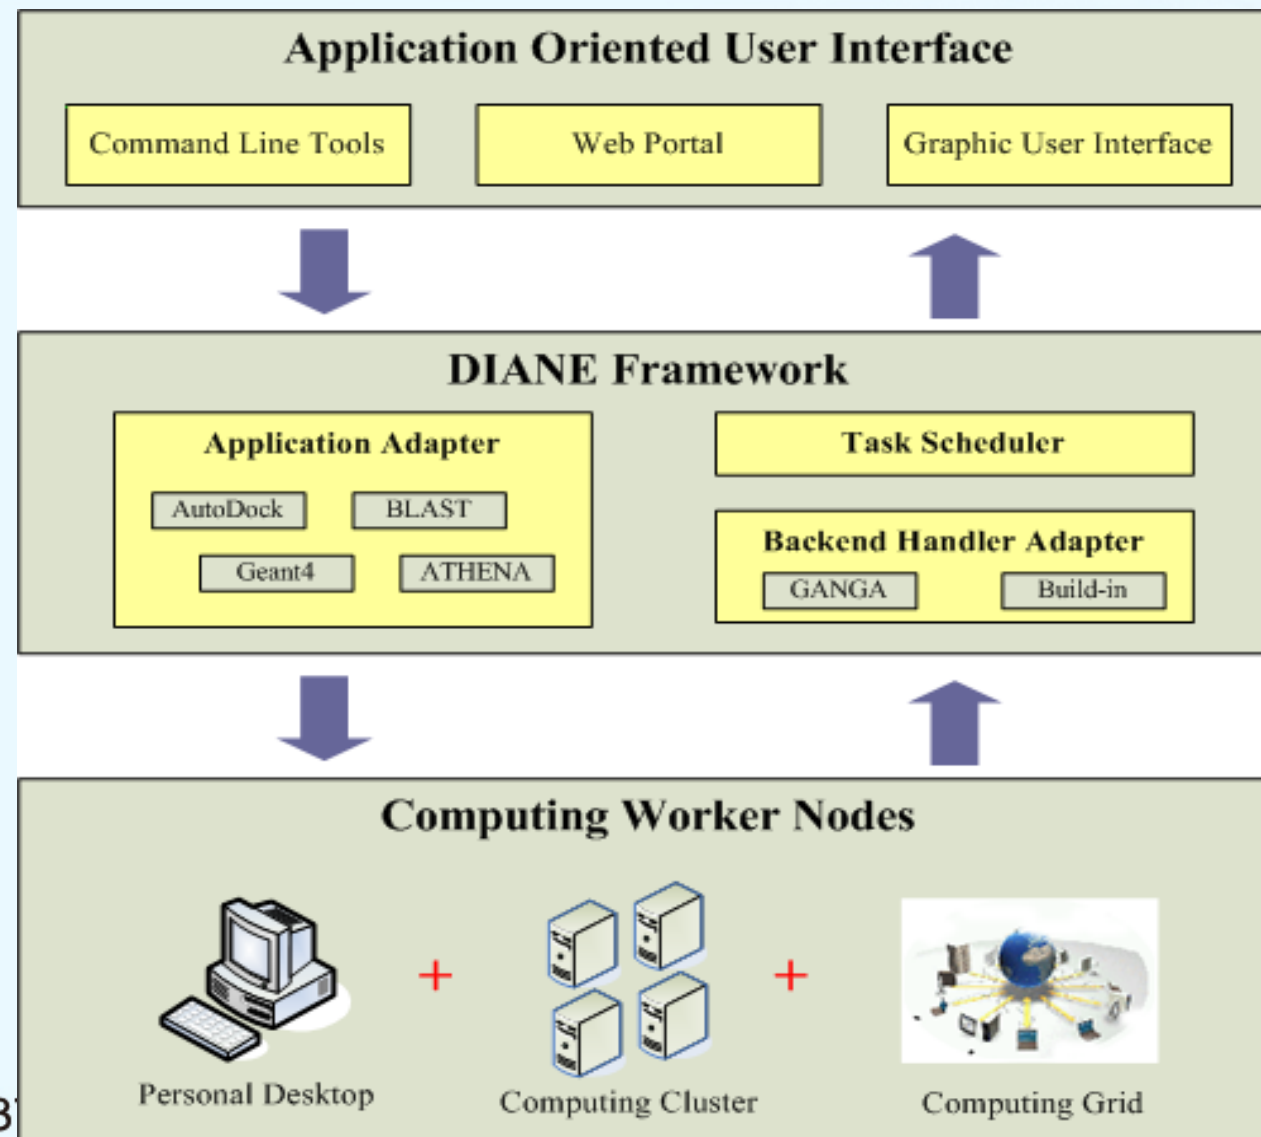 Application Oriented User Interface
Command Line Tools
Web Portal
Graphic User Interface
DIANE Framework
Application Adapter
AutoDock
BLAST
Geant4
ATHENA
Task Scheduler
Backend Handler Adapter
GANGA
Build-in
Computing Worker Nodes
+
+
Personal Desktop
Computing Cluster
Computing Grid